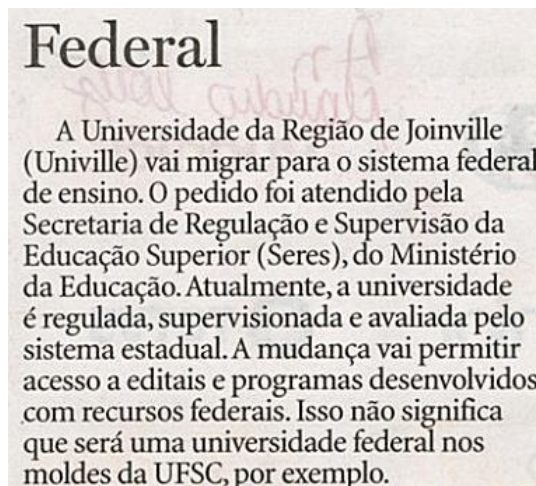 Federal
A Universidade da Região de Joinville
(Univille) vai migrar para o sistema federal
de ensino. O pedido foi atendido pela
Secretaria de Regulação e Supervisão da
Educação Superior (Seres), do Ministério
da Educação. Atualmente, a universidade
é regulada, supervisionada e avaliada pelo
sistema estadual. A mudança vai permitir
acesso a editais e programas desenvolvidos
com recursos federais. Isso não significa
que será uma universidade federal nos
moldes da UFSC, por exemplo.